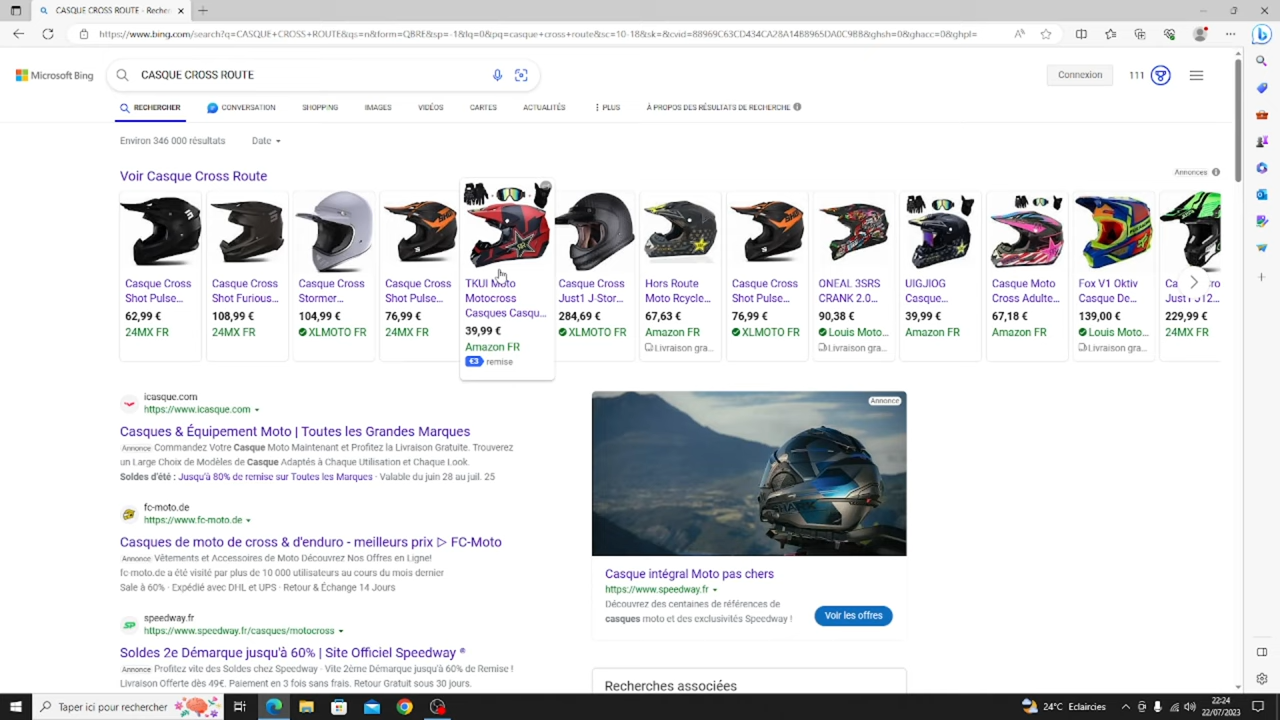 CASQUE CROSS ROUTE - Recher
https://www.bing.com/search?q=CASQUE+CROSS+ROUTE&qs=n&form=QBRE&sp=-1&lq=0&pq=casque+cross+route&sc=10-18&sk=&cvid=88969C63CD434CA28A1488965DA0C988&ghsh=0&ghacc=0&ghpl=
Microsoft Bing
CASQUE CROSS ROUTE
Connexion
111
RECHERCHER
CONVERSATION
SHOPPING
IMAGES
VIDÉOS
CARTES
ACTUALITÉS
PLUS
À PROPOS DES RÉSULTATS DE RECHERCHE
Environ 346 000 résultats
Date
Voir Casque Cross Route
Annonces
Casque Cross
Shot Pulse...
62,99 €
24MX FR
Casque Cross
Shot Furious...
108,99 €
24MX FR
Casque Cross
Stormer...
104,99 €
XLMOTO FR
Casque Cross
Shot Pulse...
76,99 €
24MX FR
TKUI Moto
Motocross
Casques Casqu...
39,99 €
Amazon FR
remise
Casque Cross
Just1 J-Stor...
284,69 €
XLMOTO FR
Hors Route
Moto Rcycle...
67,63 €
Amazon FR
Livraison gra...
Casque Cross
Shot Pulse...
76,99 €
XLMOTO FR
ONEAL 3SRS
CRANK 2.0...
90,38 €
Louis Moto...
Livraison gra...
UIGJIOG
Casque...
39,99 €
Amazon FR
Casque Moto
Cross Adulte...
67,18 €
Amazon FR
Fox V1 Oktiv
Casque De...
139,00 €
Louis Moto...
Livraison gra...
229,99 €
24MX FR
icasque.com
https://www.icasque.com
Casques & Équipement Moto | Toutes les Grandes Marques
Annonce Commandez Votre Casque Moto Maintenant et Profitez la Livraison Gratuite. Trouverez
un Large Choix de Modèles de Casque Adaptés à Chaque Utilisation et Chaque Look.
Soldes d'été : Jusqu'à 80% de remise sur Toutes les Marques · Valable du juin 28 au juil. 25
fc-moto.de
https://www.fc-moto.de
Casques de moto de cross & d'enduro - meilleurs prix ▷ FC-Moto
Annonce Vêtements et Accessoires de Moto Découvrez Nos Offres en Ligne!
fc-moto.de a été visité par plus de 10 000 utilisateurs au cours du mois dernier
Sale à 60% · Expédié avec DHL et UPS · Retour & Échange 14 Jours
speedway.fr
https://www.speedway.fr/casques/motocross
Soldes 2e Démarque jusqu'à 60% | Site Officiel Speedway ®
Annonce Profitez vite des Soldes chez Speedway · Vite 2ème Démarque jusqu'à 60% de Remise !
Livraison Offerte dès 49€. Paiement en 3 fois sans frais. Retour Gratuit sous 30 jours.
Annonce
Casque intégral Moto pas chers
https://www.speedway.fr
Découvrez des centaines de références de
casques moto et des exclusivités Speedway !
Voir les offres
Recherches associées
Taper ici pour rechercher
24°C Eclaircies
22:24
22/07/2023